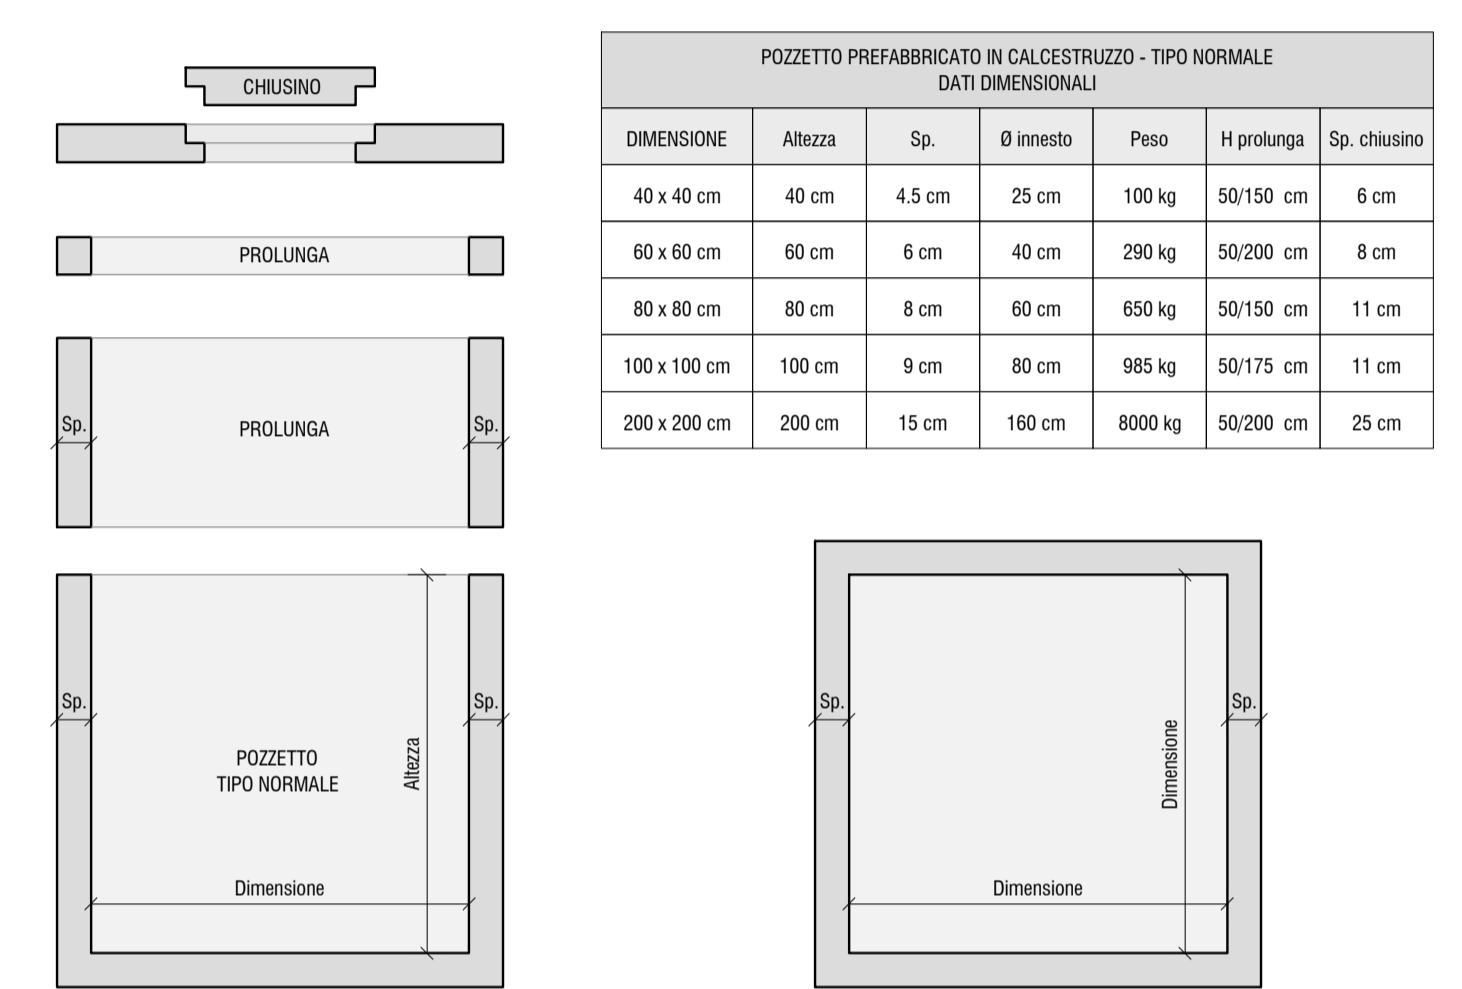 CHIUSINO
PROLUNGA
Sp.
PROLUNGA
Sp.
Sp.
POZZETTO
TIPO NORMALE
Altezza
Sp.
Dimensione
POZZETTO PREFABBRICATO IN CALCESTRUZZO - TIPO NORMALE
DATI DIMENSIONALI
DIMENSIONE Altezza Sp. Ø innesto Peso H prolunga Sp. chiusino
40 x 40 cm 40 cm 4.5 cm 25 cm 100 kg 50/150 cm 6 cm
60 x 60 cm 60 cm 6 cm 40 cm 290 kg 50/200 cm 8 cm
80 x 80 cm 80 cm 8 cm 60 cm 650 kg 50/150 cm 11 cm
100 x 100 cm 100 cm 9 cm 80 cm 985 kg 50/175 cm 11 cm
200 x 200 cm 200 cm 15 cm 160 cm 8000 kg 50/200 cm 25 cm
Sp.
Dimensione
Sp.
Dimensione